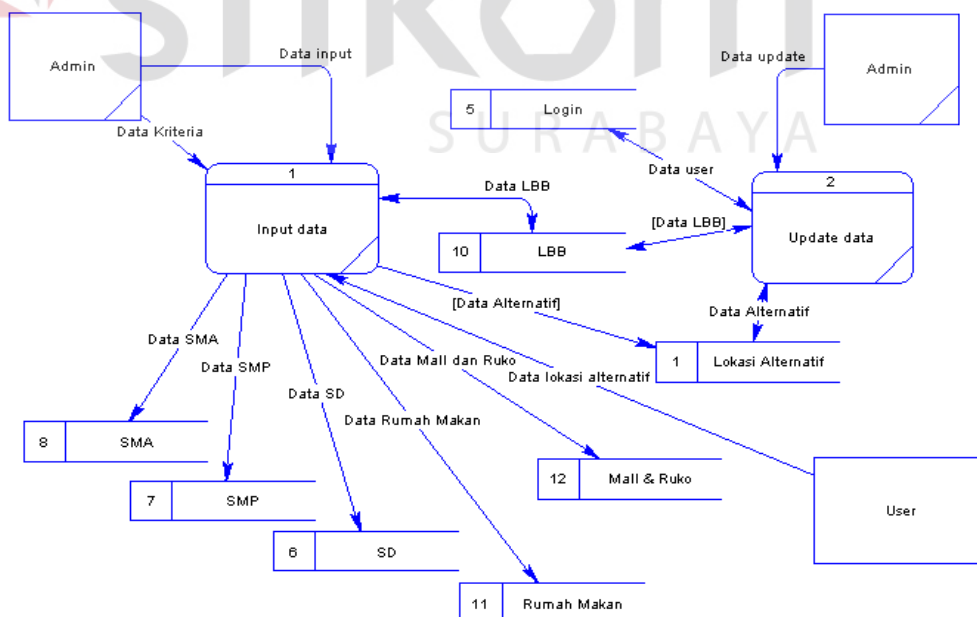 stikom
SURABAYA
Admin
Data input
Data Kriteria
Data update
Admin
5 Login
Data user
1
Input data
Data LBB
10 LBB
[Data LBB]
2
Update data
[Data Alternatif]
Data Alternatif
1 Lokasi Alternatif
Data SMA
Data SMP
Data SD
Data Rumah Makan
Data Mall dan Ruko
Data lokasi alternatif
8 SMA
7 SMP
6 SD
11 Rumah Makan
12 Mall & Ruko
User